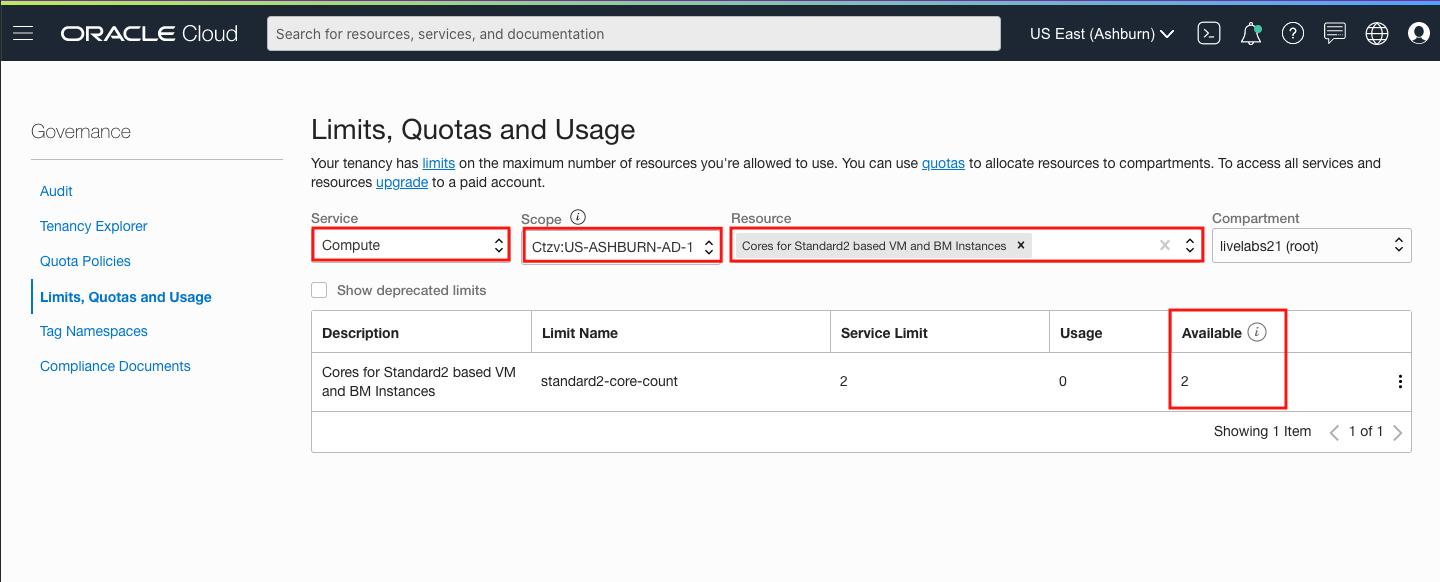 ORACLE Cloud
Search for resources, services, and documentation
US East (Ashburn)
Governance
Audit
Tenancy Explorer
Quota Policies
Limits, Quotas and Usage
Tag Namespaces
Compliance Documents
Limits, Quotas and Usage
Your tenancy has limits on the maximum number of resources you're allowed to use. You can use quotas to allocate resources to compartments. To access all services and
resources upgrade to a paid account.
Service
Scope
Resource
Compartment
Compute
Ctzv:US-ASHBURN-AD-1
Cores for Standard2 based VM and BM Instances
livelabs21 (root)
Show deprecated limits
Description
Limit Name
Service Limit
Usage
Available
Cores for Standard2 based VM
and BM Instances
standard2-core-count
2
0
2
Showing 1 Item
1 of 1